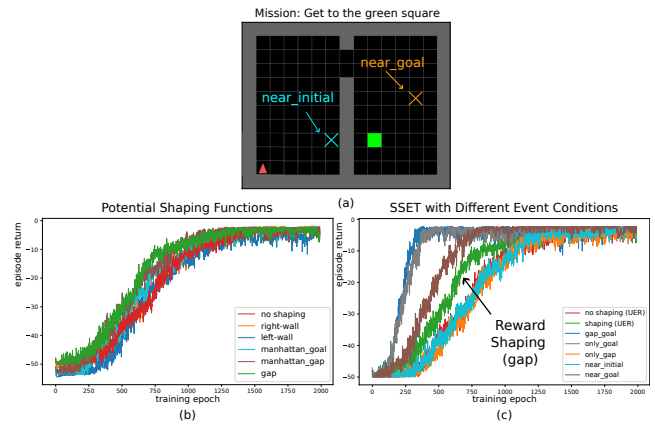 Mission: Get to the green square
near_goal
near_initial
(a)
Potential Shaping Functions
0
−10
−20
−30
−40
−50
episode return
no shaping
right-wall
left-wall
manhattan_goal
manhattan_gap
gap
0 250 500 750 1000 1250 1500 1750 2000
training epoch
(b)
SSET with Different Event Conditions
0
−10
−20
−30
−40
−50
episode return
Reward
Shaping
(gap)
no shaping (UER)
shaping (UER)
gap_goal
only_goal
only_gap
near_initial
near_goal
0 250 500 750 1000 1250 1500 1750 2000
training epoch
(c)